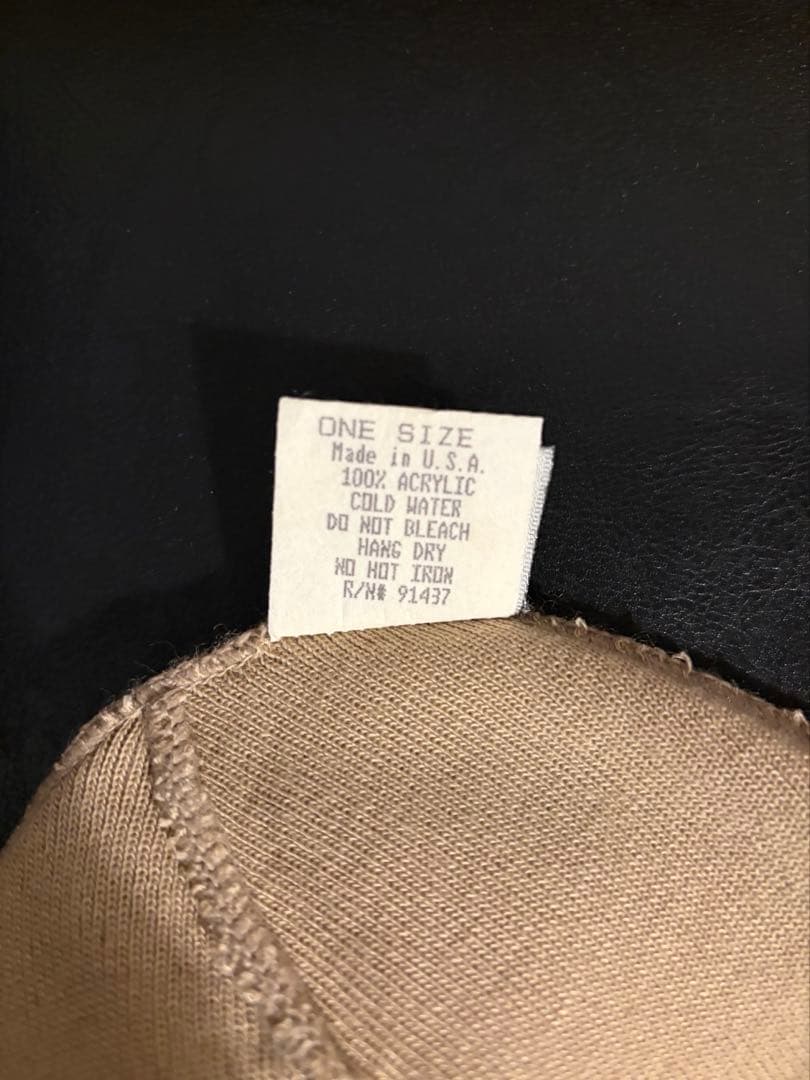 ONE SIZE
Made in U.S.A.
100% ACRYLIC
COLD WATER
DO NOT BLEACH
HANG DRY
NO HOT IRON
R/N# 91437